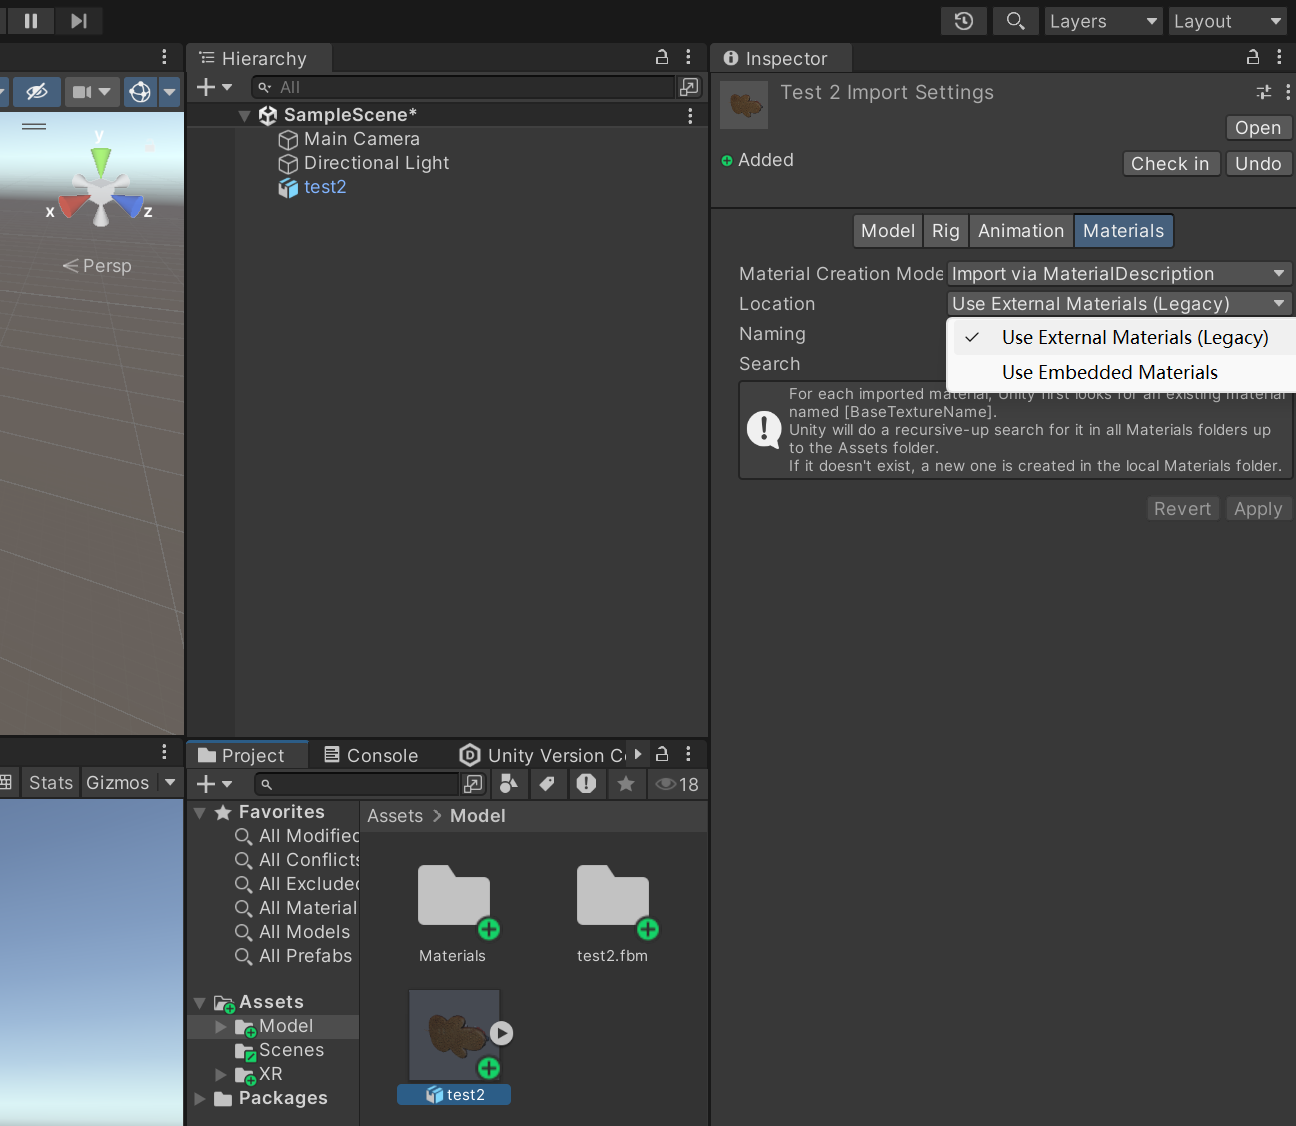 Layers
Layout
y
x
z
Persp
Hierarchy
All
SampleScene*
Main Camera
Directional Light
test2
Inspector
Test 2 Import Settings
Open
Added
Check in
Undo
Model
Rig
Animation
Materials
Material Creation Mode
Import via MaterialDescription
Location
Use External Materials (Legacy)
Naming
Search
Use External Materials (Legacy)
Use Embedded Materials
For each imported material, Unity first looks for an existing material
named [BaseTextureName].
Unity will do a recursive-up search for it in all Materials folders up
to the Assets folder.
If it doesn't exist, a new one is created in the local Materials folder.
Revert
Apply
Stats
Gizmos
Project
Console
Unity Version Co
18
Favorites
All Modified
All Conflicts
All Excluded
All Material
All Models
All Prefabs
Assets
Model
Scenes
XR
Packages
Assets > Model
Materials
test2.fbm
test2